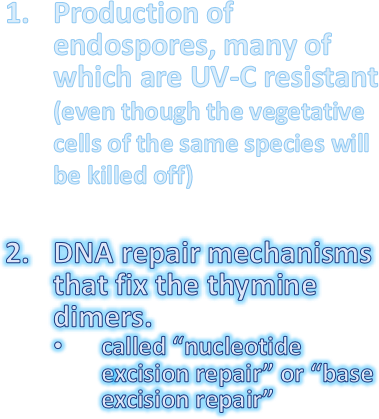 1. Production of
endospores, many of
which are UV-C resistant
(even though the vegetative
cells of the same species will
be killed off)
2. DNA repair mechanisms
that fix the thymine
dimers.
• called “nucleotide
excision repair” or “base
excision repair”